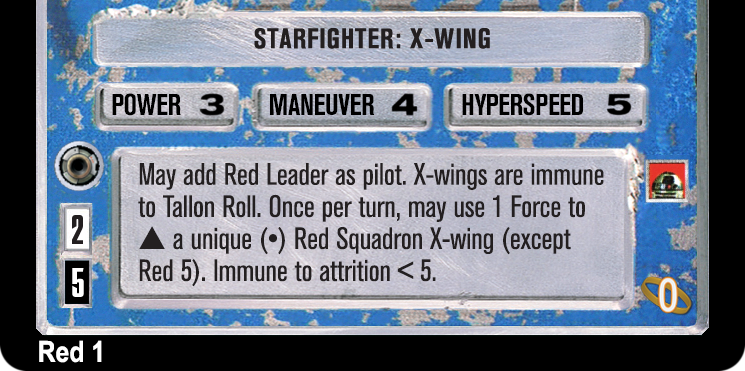 STARFIGHTER: X-WING
POWER 3 MANEUVER 4 HYPERSPEED 5
May add Red Leader as pilot. X-wings are immune
to Tallon Roll. Once per turn, may use 1 Force to
▲ a unique (•) Red Squadron X-wing (except
Red 5). Immune to attrition < 5.
2
5
0
Red 1